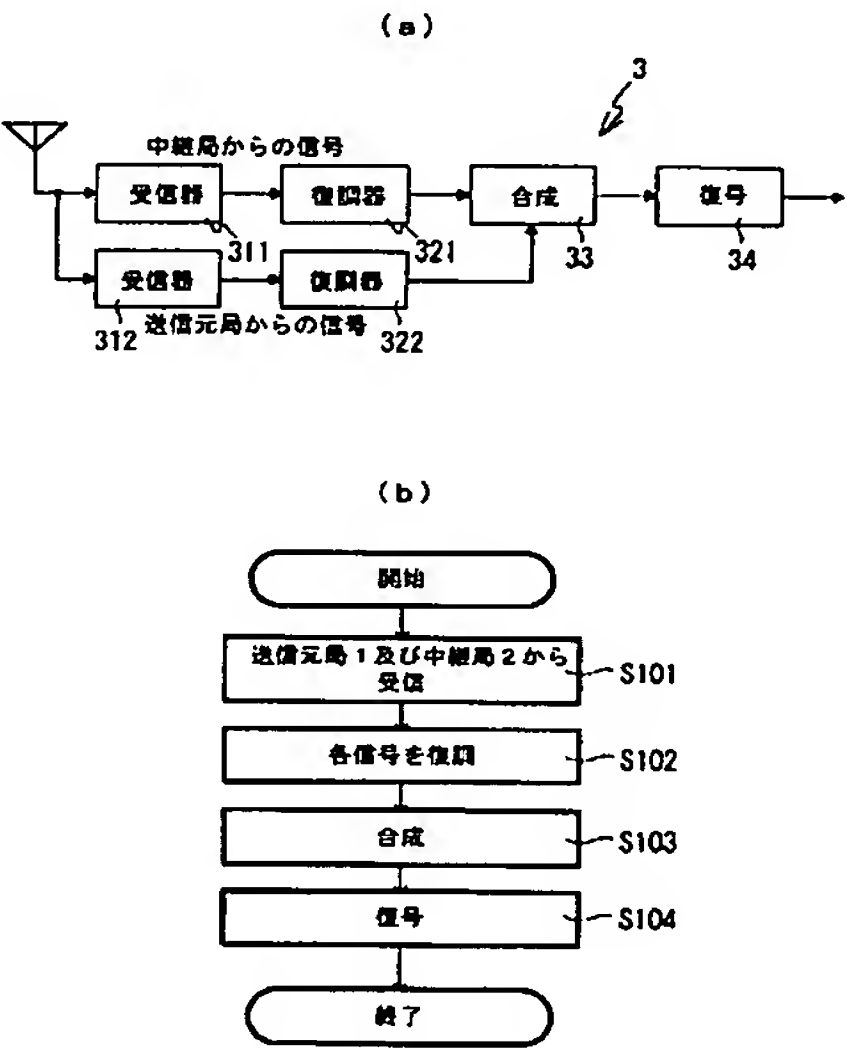 (a)
3
中継局からの信号
受信器
復調器
合成
復号
311
321
33
34
受信器
復調器
312
送信元局からの信号
322
(b)
開始
送信元局1及び中継局2から
受信
S101
各信号を復調
S102
合成
S103
復号
S104
終了